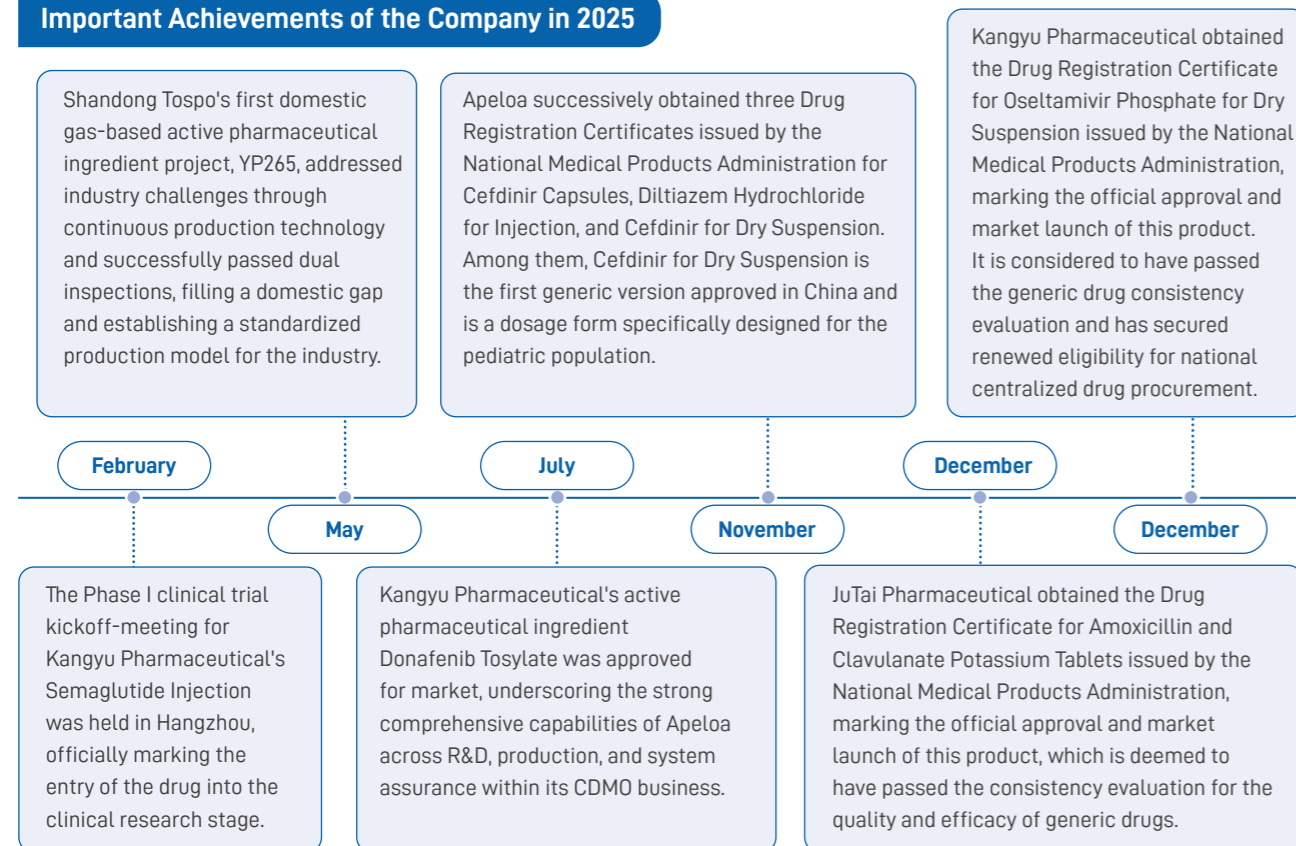 Important Achievements of the Company in 2025
Shandong Tospo's first domestic
gas-based active pharmaceutical
ingredient project, YP265, addressed
industry challenges through
continuous production technology
and successfully passed dual
inspections, filling a domestic gap
and establishing a standardized
production model for the industry.
Apeloa successively obtained three Drug
Registration Certificates issued by the
National Medical Products Administration for
Cefdinir Capsules, Diltiazem Hydrochloride
for Injection, and Cefdinir for Dry Suspension.
Among them, Cefdinir for Dry Suspension is
the first generic version approved in China and
is a dosage form specifically designed for the
pediatric population.
Kangyu Pharmaceutical obtained
the Drug Registration Certificate
for Oseltamivir Phosphate for Dry
Suspension issued by the National
Medical Products Administration,
marking the official approval and
market launch of this product.
It is considered to have passed
the generic drug consistency
evaluation and has secured
renewed eligibility for national
centralized drug procurement.
February
July
December
May
November
December
The Phase I clinical trial
kickoff-meeting for
Kangyu Pharmaceutical's
Semaglutide Injection
was held in Hangzhou,
officially marking the
entry of the drug into the
clinical research stage.
Kangyu Pharmaceutical's active
pharmaceutical ingredient
Donafenib Tosylate was approved
for market, underscoring the strong
comprehensive capabilities of Apeloa
across R&D, production, and system
assurance within its CDMO business.
JuTai Pharmaceutical obtained the Drug
Registration Certificate for Amoxicillin and
Clavulanate Potassium Tablets issued by the
National Medical Products Administration,
marking the official approval and market
launch of this product, which is deemed to
have passed the consistency evaluation for the
quality and efficacy of generic drugs.